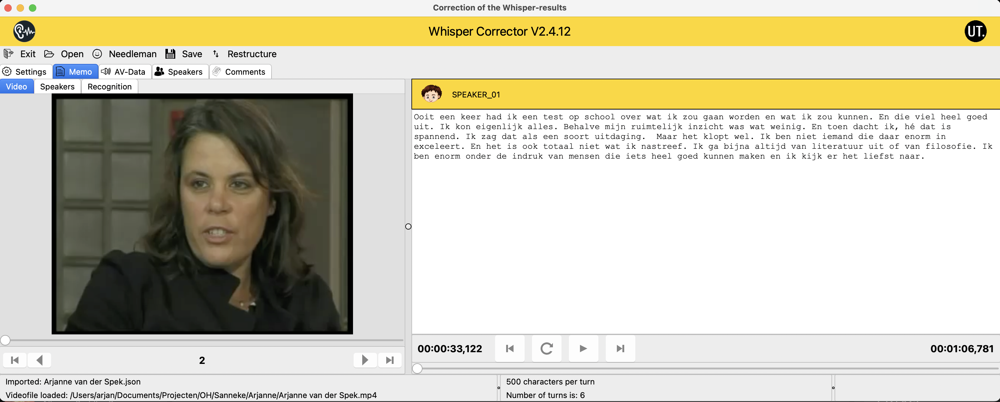 Correction of the Whisper-results
Whisper Corrector V2.4.12
UT.
Exit Open Needleman Save Restructure
Settings Memo AV-Data Speakers Comments
Video Speakers Recognition
SPEAKER_01
Ooit een keer had ik een test op school over wat ik zou gaan worden en wat ik zou kunnen. En die viel heel goed
uit. Ik kon eigenlijk alles. Behalve mijn ruimtelijk inzicht was wat weinig. En toen dacht ik, hé dat is
spannend. Ik zag dat als een soort uitdaging.  Maar het klopt wel. Ik ben niet iemand die daar enorm in
exceleert. En het is ook totaal niet wat ik nastreef. Ik ga bijna altijd van literatuur uit of van filosofie. Ik
ben enorm onder de indruk van mensen die iets heel goed kunnen maken en ik kijk er het liefst naar.
00:00:33,122 00:01:06,781
2
Imported: Arjanne van der Spek.json
Videofile loaded: /Users/arjan/Documents/Projecten/OH/Sanneke/Arjanne/Arjanne van der Spek.mp4
500 characters per turn
Number of turns is: 6